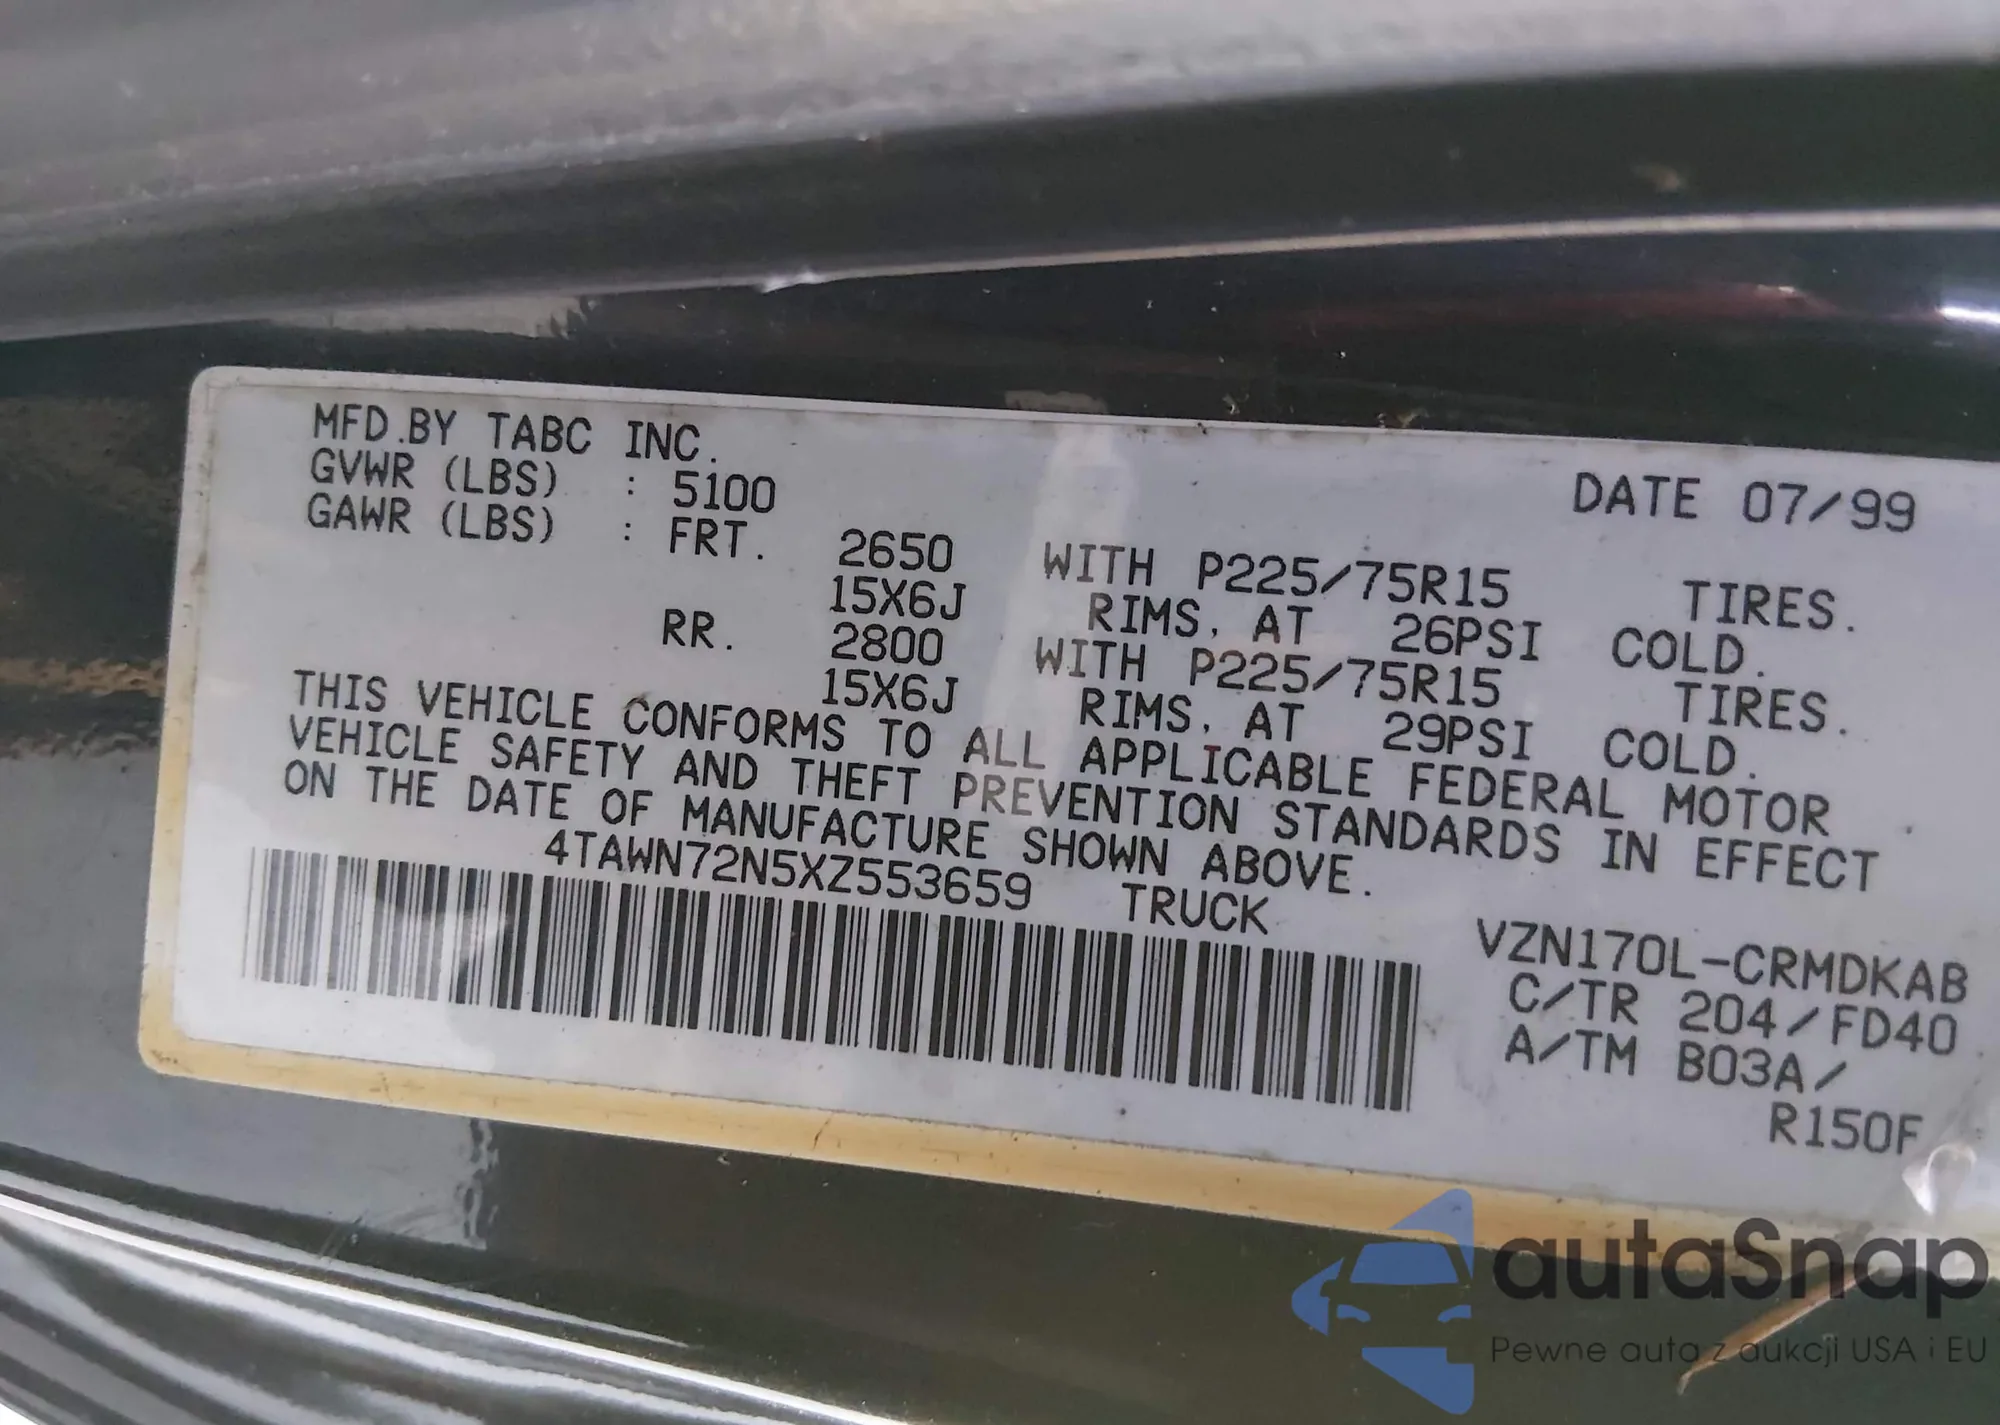 MFD.BY TABC INC.
DATE 07/99
GVWR (LBS) : 5100
GAWR (LBS) : FRT. 2650 WITH P225/75R15 TIRES.
15X6J RIMS, AT 26PSI COLD.
RR. 2800 WITH P225/75R15 TIRES.
15X6J RIMS, AT 29PSI COLD.
THIS VEHICLE CONFORMS TO ALL APPLICABLE FEDERAL MOTOR
VEHICLE SAFETY AND THEFT PREVENTION STANDARDS IN EFFECT
ON THE DATE OF MANUFACTURE SHOWN ABOVE.
4TAWN72N5XZ553659 TRUCK
VZN170L-CRMDKAB
C/TR 204/FD40
A/TM B03A/
R150F
autaSnap
Pewne auta z aukcji USA i EU